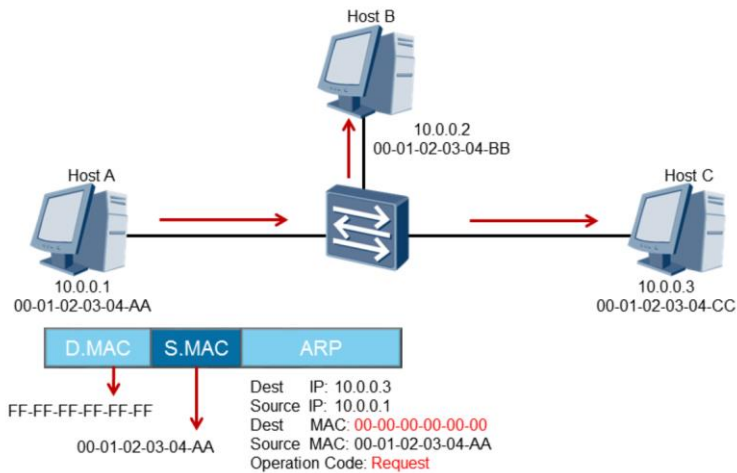 Host B
10.0.0.2
00-01-02-03-04-BB
Host A
Host C
10.0.0.1
00-01-02-03-04-AA
10.0.0.3
00-01-02-03-04-CC
D.MAC S.MAC ARP
FF-FF-FF-FF-FF-FF
00-01-02-03-04-AA
Dest IP: 10.0.0.3
Source IP: 10.0.0.1
Dest MAC: 00-00-00-00-00-00
Source MAC: 00-01-02-03-04-AA
Operation Code: Request